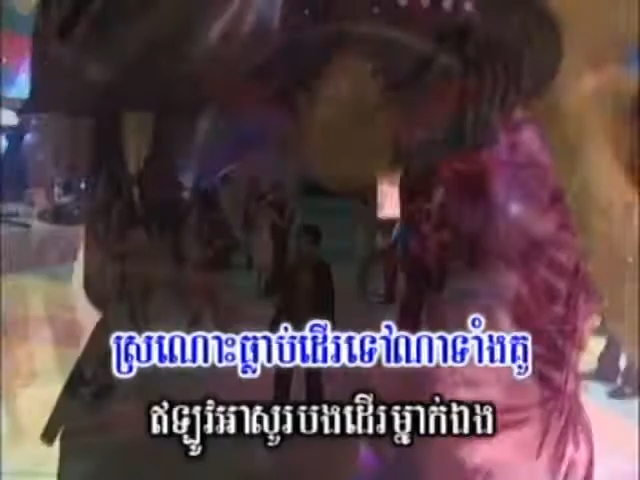 ស្រណោះធ្លាប់ដើរទៅណាទាំងគូ
ឥឡូវអាសូរបងដើរម្នាក់ឯង